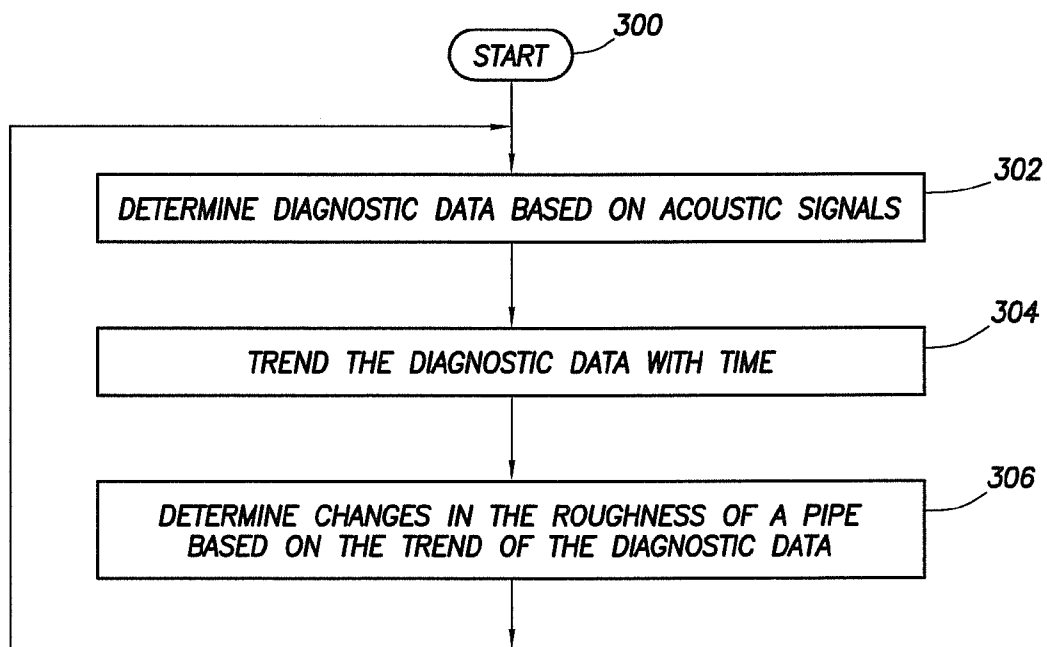 300
START
302
DETERMINE DIAGNOSTIC DATA BASED ON ACOUSTIC SIGNALS
304
TREND THE DIAGNOSTIC DATA WITH TIME
306
DETERMINE CHANGES IN THE ROUGHNESS OF A PIPE
BASED ON THE TREND OF THE DIAGNOSTIC DATA